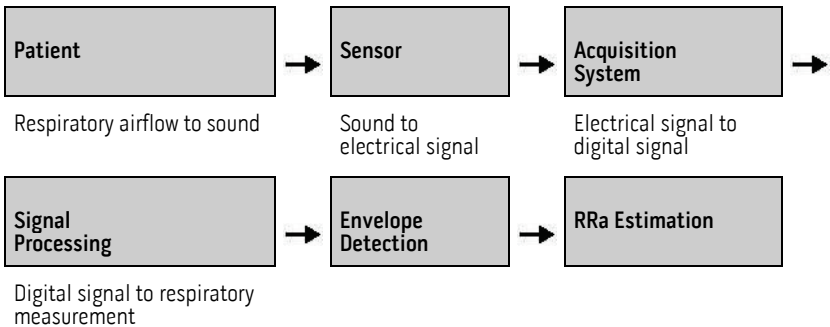 Patient
Sensor
Acquisition
System
Respiratory airflow to sound
Sound to
electrical signal
Electrical signal to
digital signal
Signal
Processing
Envelope
Detection
RRa Estimation
Digital signal to respiratory
measurement